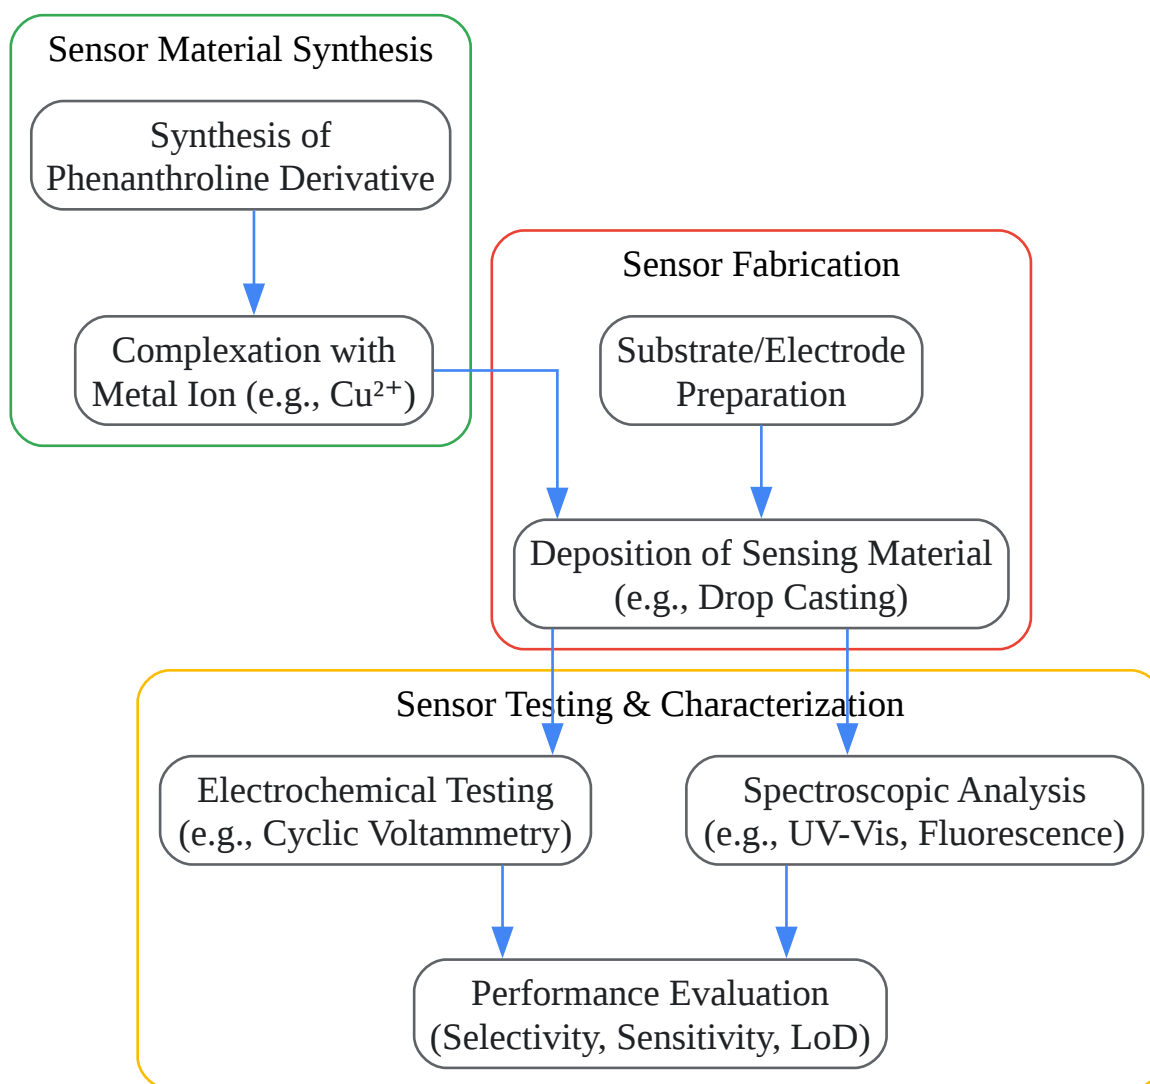 Sensor Material Synthesis
Synthesis of
Phenanthroline Derivative
Complexation with
Metal Ion (e.g., Cu²⁺)
Sensor Fabrication
Substrate/Electrode
Preparation
Deposition of Sensing Material
(e.g., Drop Casting)
Sensor Testing & Characterization
Electrochemical Testing
(e.g., Cyclic Voltammetry)
Spectroscopic Analysis
(e.g., UV-Vis, Fluorescence)
Performance Evaluation
(Selectivity, Sensitivity, LoD)